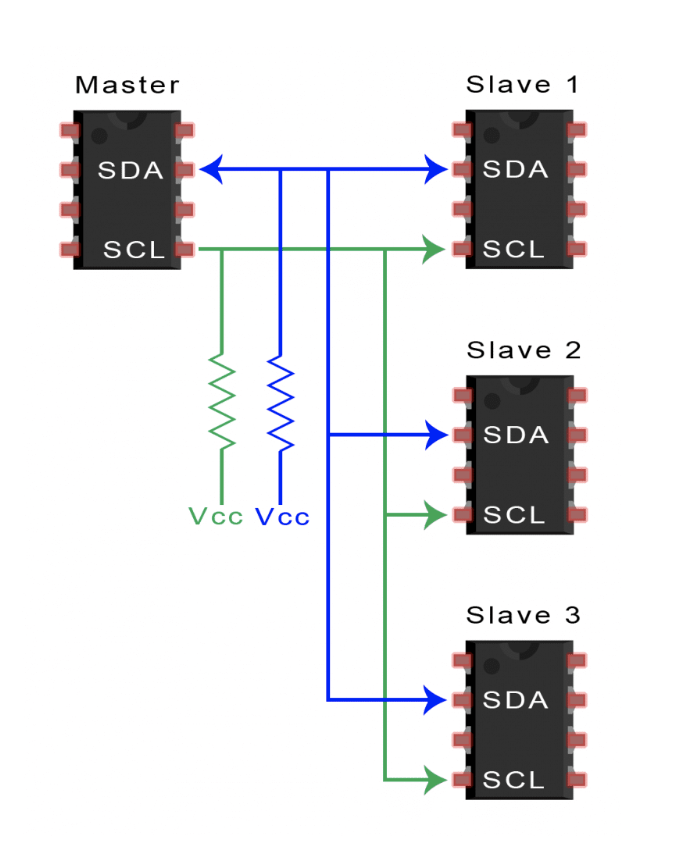 Master
SDA
SCL
Slave 1
SDA
SCL
Vcc
Vcc
Slave 2
SDA
SCL
Slave 3
SDA
SCL